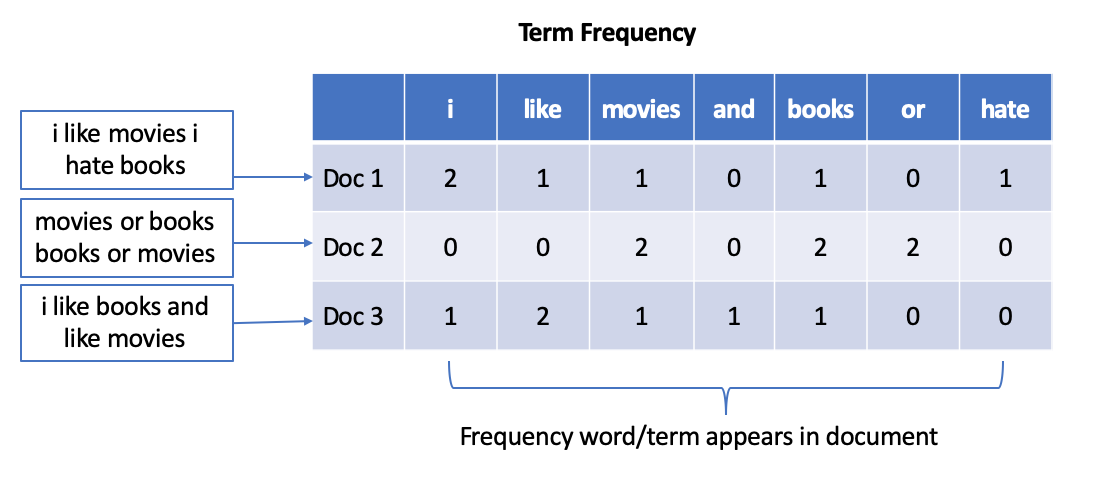 Term Frequency
i like movies i
hate books
movies or books
books or movies
i like books and
like movies
i like movies and books or hate
Doc 1 2 1 1 0 1 0 1
Doc 2 0 0 2 0 2 2 0
Doc 3 1 2 1 1 1 0 0
Frequency word/term appears in document